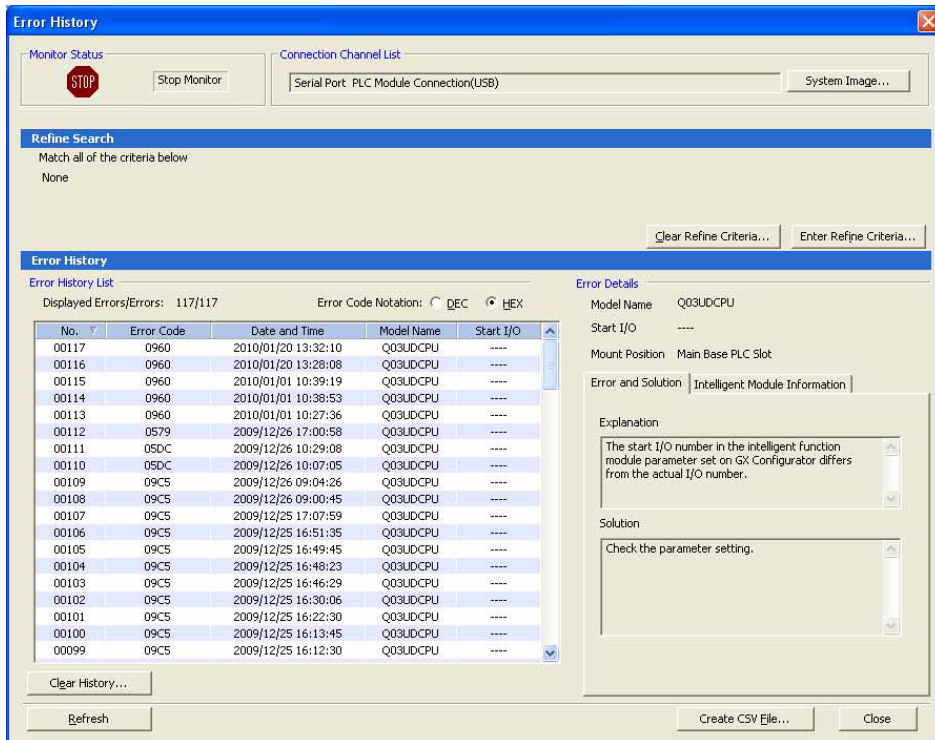 Error History
Monitor Status
STOP
Stop Monitor
Connection Channel List
Serial Port PLC Module Connection(USB)
System Image...
Refine Search
Match all of the criteria below
None
Clear Refine Criteria...
Enter Refine Criteria...
Error History
Error History List
Displayed Errors/Errors: 117/117
Error Code Notation: DEC HEX
No. Error Code Date and Time Model Name Start I/O
00117 0960 2010/01/20 13:32:10 Q03UDCPU ----
00116 0960 2010/01/20 13:28:08 Q03UDCPU ----
00115 0960 2010/01/01 10:39:19 Q03UDCPU ----
00114 0960 2010/01/01 10:38:53 Q03UDCPU ----
00113 0960 2010/01/01 10:27:36 Q03UDCPU ----
00112 0579 2009/12/26 17:00:58 Q03UDCPU ----
00111 05DC 2009/12/26 10:29:08 Q03UDCPU ----
00110 05DC 2009/12/26 10:07:05 Q03UDCPU ----
00109 09C5 2009/12/26 09:04:26 Q03UDCPU ----
00108 09C5 2009/12/26 09:00:45 Q03UDCPU ----
00107 09C5 2009/12/25 17:07:59 Q03UDCPU ----
00106 09C5 2009/12/25 16:51:35 Q03UDCPU ----
00105 09C5 2009/12/25 16:49:45 Q03UDCPU ----
00104 09C5 2009/12/25 16:48:23 Q03UDCPU ----
00103 09C5 2009/12/25 16:46:29 Q03UDCPU ----
00102 09C5 2009/12/25 16:30:06 Q03UDCPU ----
00101 09C5 2009/12/25 16:22:30 Q03UDCPU ----
00100 09C5 2009/12/25 16:13:45 Q03UDCPU ----
00099 09C5 2009/12/25 16:12:30 Q03UDCPU ----
Clear History...
Error Details
Model Name Q03UDCPU
Start I/O ----
Mount Position Main Base PLC Slot
Error and Solution
Intelligent Module Information
Explanation
The start I/O number in the intelligent function
module parameter set on GX Configurator differs
from the actual I/O number.
Solution
Check the parameter setting.
Refresh
Create CSV File...
Close